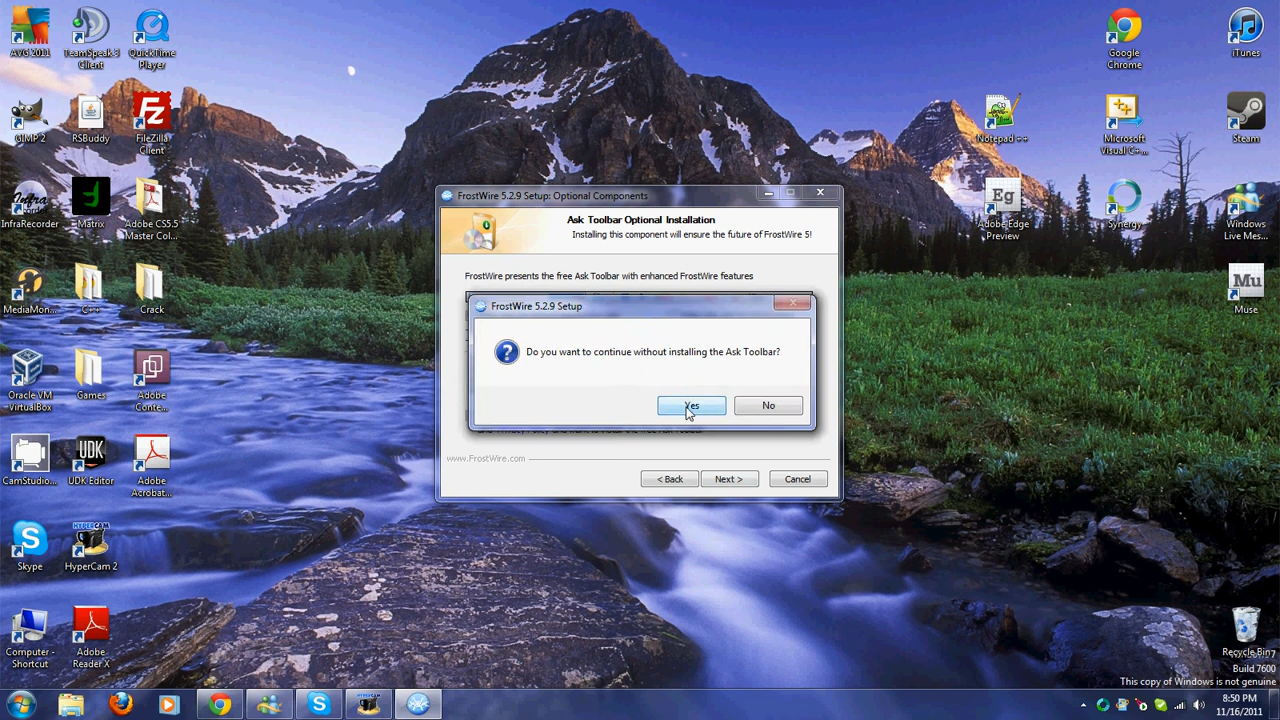 AVG 2011
TeamSpeak 3
Client
QuickTime
Player
Google
Chrome
iTunes
GIMP 2
RSBuddy
FileZilla
Client
Notepad ++
Microsoft
Visual C+...
Steam
InfraRecorder
Matrix
Adobe CS5.5
Master Col...
Adobe Edge
Preview
Synergy
Windows
Live Mes...
MediaMon...
C++
Crack
Muse
Oracle VM
VirtualBox
Games
Adobe
Conte...
CamStudio...
UDK Editor
Adobe
Acrobat...
Skype
HyperCam 2
Computer -
Shortcut
Adobe
Reader X
FrostWire 5.2.9 Setup: Optional Components
Ask Toolbar Optional Installation
Installing this component will ensure the future of FrostWire 5!
FrostWire presents the free Ask Toolbar with enhanced FrostWire features
FrostWire 5.2.9 Setup
Do you want to continue without installing the Ask Toolbar?
Yes
No
www.FrostWire.com
< Back
Next >
Cancel
Recycle Bin
Build 7600
This copy of Windows is not genuine
8:50 PM
11/16/2011